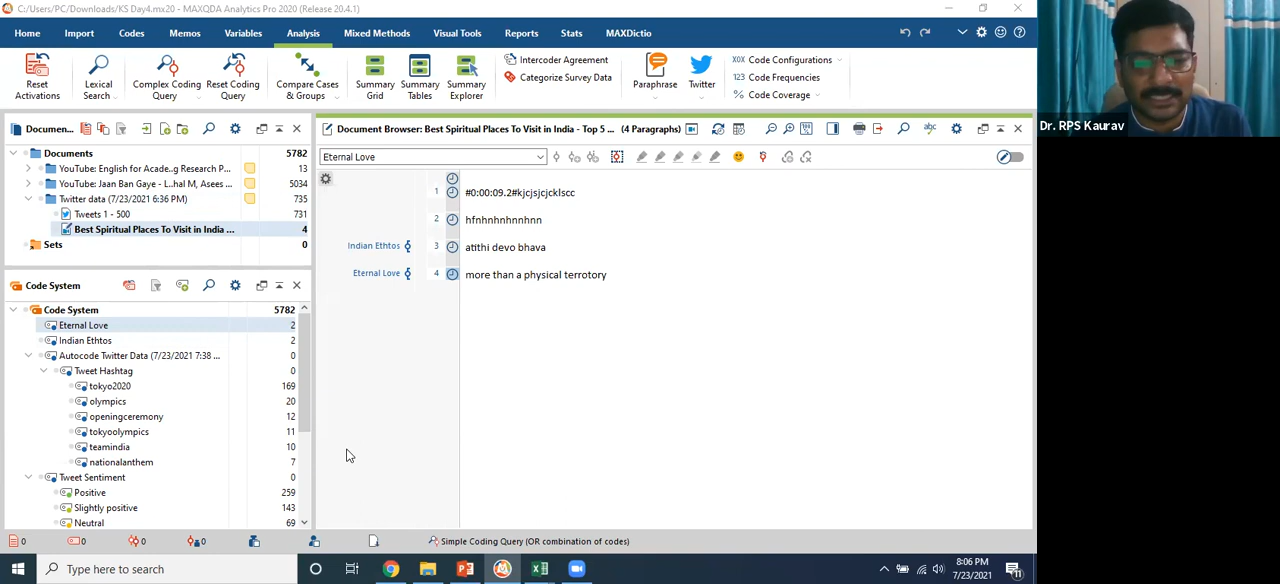 C:/Users/PC/Downloads/KS Day4.mx20 - MAXQDA Analytics Pro 2020 (Release 20.4.1)
Home Import Codes Memos Variables Analysis Mixed Methods Visual Tools Reports Stats MAXDictio
Reset Activations
Lexical Search
Complex Coding Query
Reset Coding Query
Compare Cases & Groups
Summary Grid
Summary Tables
Summary Explorer
Intercoder Agreement
Categorize Survey Data
Paraphrase
Twitter
Code Configurations
123 Code Frequencies
% Code Coverage
Dr. RPS Kaurav
Documen...
Documents 5782
YouTube: English for Acade...g Research P... 13
YouTube: Jaan Ban Gaye - L..hal M, Asees ... 5034
Twitter data (7/23/2021 6:36 PM) 735
Tweets 1 - 500 731
Best Spiritual Places To Visit in India ... 4
Sets 0
Code System
Code System 5782
Eternal Love 2
Indian Ethtos 2
Autocode Twitter Data (7/23/2021 7:38 ... 0
Tweet Hashtag 0
tokyo2020 169
olympics 20
openingceremony 12
tokyoolympics 11
teamindia 10
nationalanthem 7
Tweet Sentiment 0
Positive 259
Slightly positive 143
Neutral 69
Document Browser: Best Spiritual Places To Visit in India - Top 5 ... (4 Paragraphs)
Eternal Love
1 #0:00:09.2#kjcjsjcjcklscc
2 hfnhnhnhnnhnn
Indian Ethtos 3 atithi devo bhava
Eternal Love 4 more than a physical terrotory
0 0 0 0
Simple Coding Query (OR combination of codes)
Type here to search
8:06 PM
7/23/2021